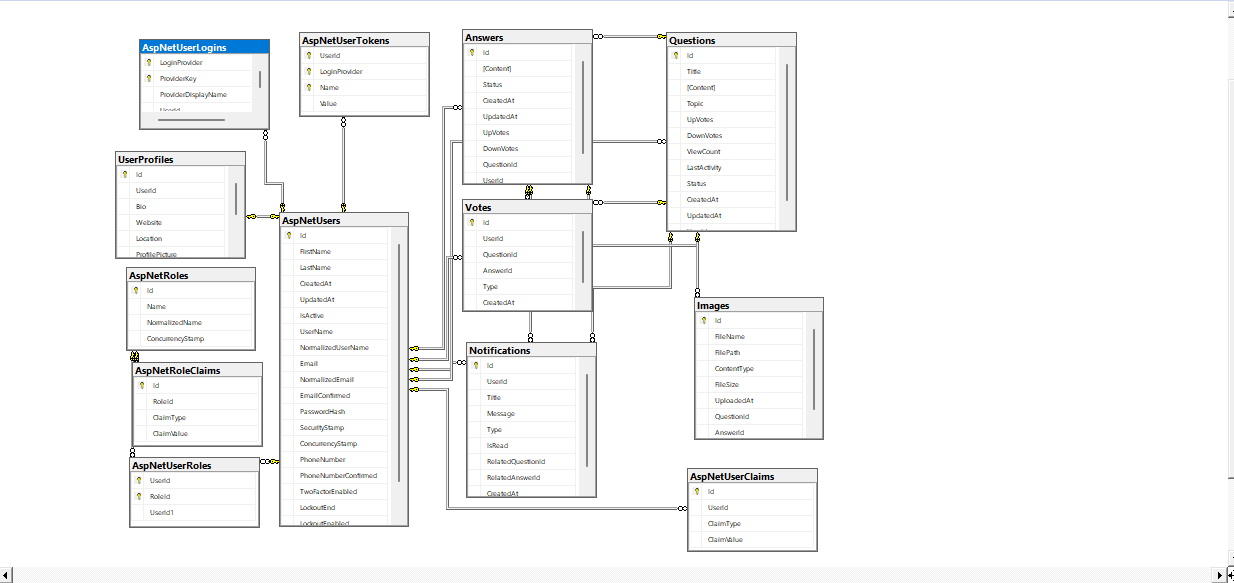 AspNetUserLogins
LoginProvider
ProviderKey
ProviderDisplayName
UserId
AspNetUserTokens
UserId
LoginProvider
Name
Value
Answers
Id
[Content]
Status
CreatedAt
UpdatedAt
UpVotes
DownVotes
QuestionId
UserId
Questions
Id
Title
[Content]
Topic
UpVotes
DownVotes
ViewCount
LastActivity
Status
CreatedAt
UpdatedAt
UserProfiles
Id
UserId
Bio
Website
Location
ProfilePicture
AspNetUsers
Id
FirstName
LastName
CreatedAt
UpdatedAt
IsActive
UserName
NormalizedUserName
Email
NormalizedEmail
EmailConfirmed
PasswordHash
SecurityStamp
ConcurrencyStamp
PhoneNumber
PhoneNumberConfirmed
TwoFactorEnabled
LockoutEnd
LockoutEnabled
Votes
Id
UserId
QuestionId
AnswerId
Type
CreatedAt
AspNetRoles
Id
Name
NormalizedName
ConcurrencyStamp
Images
Id
FileName
FilePath
ContentType
FileSize
UploadedAt
QuestionId
AnswerId
Notifications
Id
UserId
Title
Message
Type
IsRead
RelatedQuestionId
RelatedAnswerId
CreatedAt
AspNetRoleClaims
Id
RoleId
ClaimType
ClaimValue
AspNetUserRoles
UserId
RoleId
UserId1
AspNetUserClaims
Id
UserId
ClaimType
ClaimValue